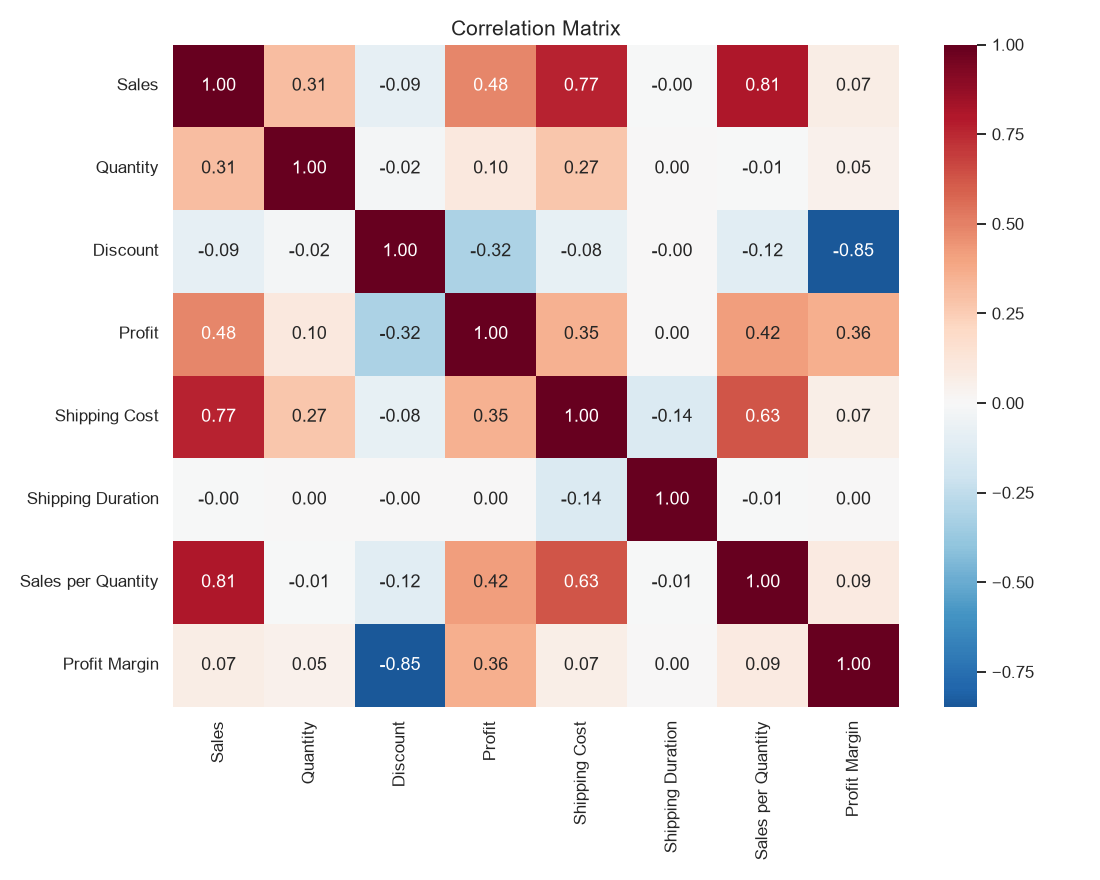 Correlation Matrix
Sales 1.00 0.31 -0.09 0.48 0.77 -0.00 0.81 0.07
Quantity 0.31 1.00 -0.02 0.10 0.27 0.00 -0.01 0.05
Discount -0.09 -0.02 1.00 -0.32 -0.08 -0.00 -0.12 -0.85
Profit 0.48 0.10 -0.32 1.00 0.35 0.00 0.42 0.36
Shipping Cost 0.77 0.27 -0.08 0.35 1.00 -0.14 0.63 0.07
Shipping Duration -0.00 0.00 -0.00 0.00 -0.14 1.00 -0.01 0.00
Sales per Quantity 0.81 -0.01 -0.12 0.42 0.63 -0.01 1.00 0.09
Profit Margin 0.07 0.05 -0.85 0.36 0.07 0.00 0.09 1.00
Sales
Quantity
Discount
Profit
Shipping Cost
Shipping Duration
Sales per Quantity
Profit Margin
1.00
0.75
0.50
0.25
0.00
−0.25
−0.50
−0.75